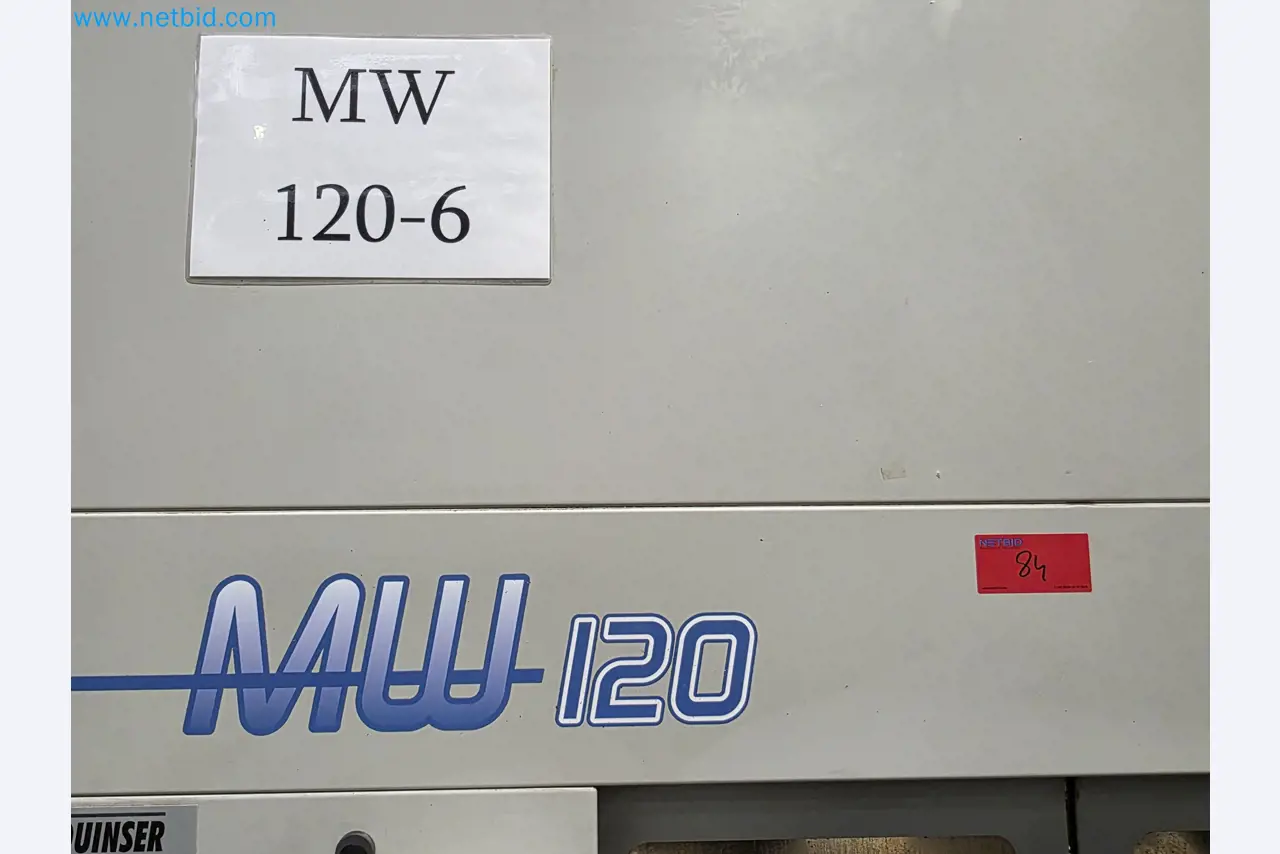 www.netbid.com
MW
120-6
NETBID
84
MW 120
UINSER